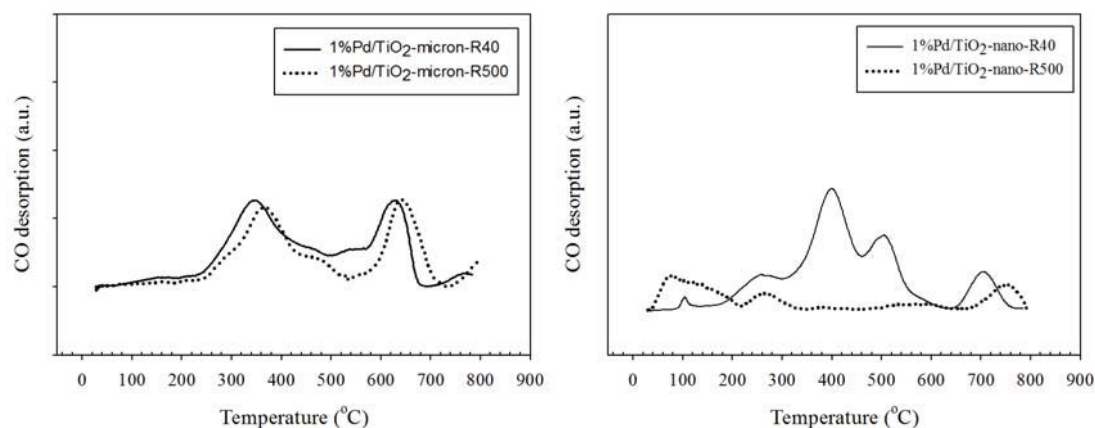 1%Pd/TiO2-micron-R40
1%Pd/TiO2-micron-R500
CO desorption (a.u.)
0 100 200 300 400 500 600 700 800 900
Temperature (°C)
1%Pd/TiO2-nano-R40
1%Pd/TiO2-nano-R500
CO desorption (a.u.)
0 100 200 300 400 500 600 700 800 900
Temperature (°C)